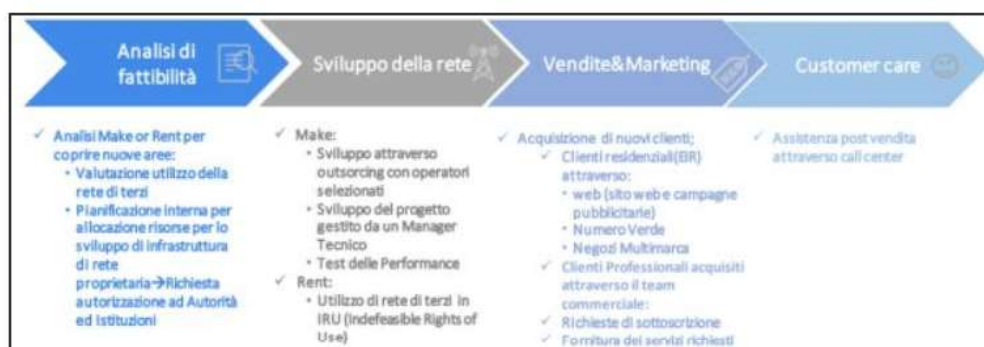 Analisi di
fattibilità
Sviluppo della rete
Vendite&Marketing
Customer care
✓ Analisi Make or Rent per
coprire nuove aree:
• Valutazione utilizzo della
rete di terzi
• Pianificazione interna per
allocazione risorse per lo
sviluppo di infrastruttura
di rete
proprietaria→Richiesta
autorizzazione ad Autorità
ed Istituzioni
✓ Make:
• Sviluppo attraverso
outsorcing con operatori
selezionati
• Sviluppo del progetto
gestito da un Manager
Tecnico
• Test delle Performance
✓ Rent:
• Utilizzo di rete di terzi in
IRU (Indefeasible Rights of
Use)
✓ Acquisizione di nuovi clienti;
✓ Clienti residenziali(EIR)
attraverso:
• web (sito web e campagne
pubblicitarie)
• Numero Verde
• Negozi Multimarca
✓ Clienti Professionali acquisiti
attraverso il team
commerciale:
✓ Richieste di sottoscrizione
✓ Fornitura dei servizi richiesti
✓ Assistenza post vendita
attraverso call center